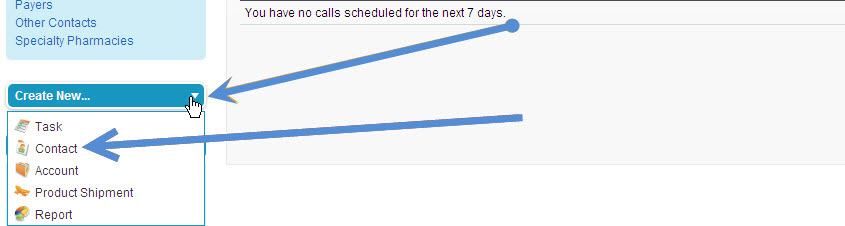 Payers
Other Contacts
Specialty Pharmacies
You have no calls scheduled for the next 7 days.
Create New...
Task
Contact
Account
Product Shipment
Report